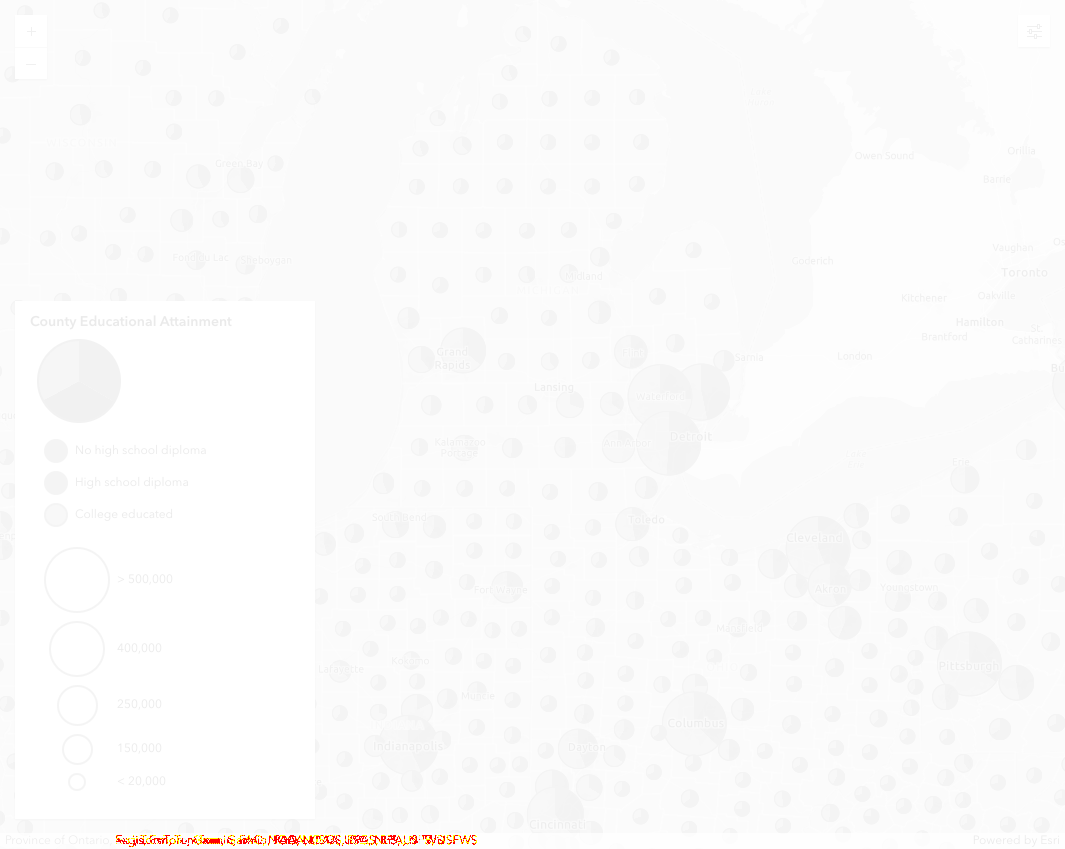 +
−
Green Bay
Owen Sound
Orillia
Barrie
Fond du Lac
Sheboygan
Midland
Goderich
Vaughan
Toronto
Kitchener
Oakville
Hamilton
Brantford
St.
Catharines
County Educational Attainment
Grand
Rapids
Flint
Sarnia
London
Lansing
Waterford
Detroit
No high school diploma
Kalamazoo
Portage
High school diploma
College educated
South Bend
Toledo
Erie
Cleveland
> 500,000
Fort Wayne
Akron
Youngstown
Mansfield
400,000
Lafayette
Kokomo
Pittsburgh
Muncie
250,000
Columbus
150,000
Indianapolis
Dayton
< 20,000
Cincinnati
Province of Ontario,
Powered by Esri